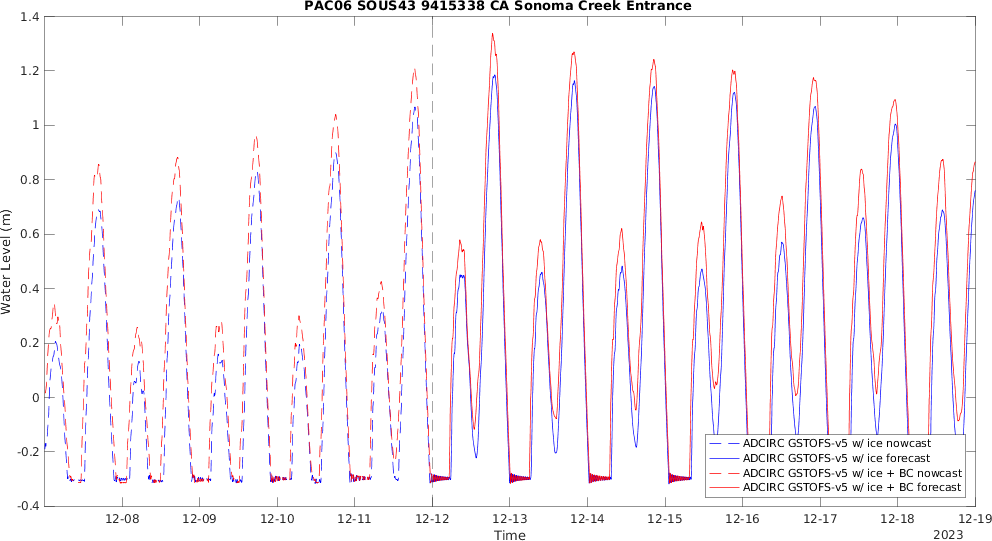 PAC06 SOUS43 9415338 CA Sonoma Creek Entrance
1.4
1.2
1
0.8
0.6
0.4
0.2
0
-0.2
-0.4
Water Level (m)
ADCIRC GSTOFS-v5 w/ ice nowcast
ADCIRC GSTOFS-v5 w/ ice forecast
ADCIRC GSTOFS-v5 w/ ice + BC nowcast
ADCIRC GSTOFS-v5 w/ ice + BC forecast
12-08 12-09 12-10 12-11 12-12 12-13 12-14 12-15 12-16 12-17 12-18 12-19
Time
2023